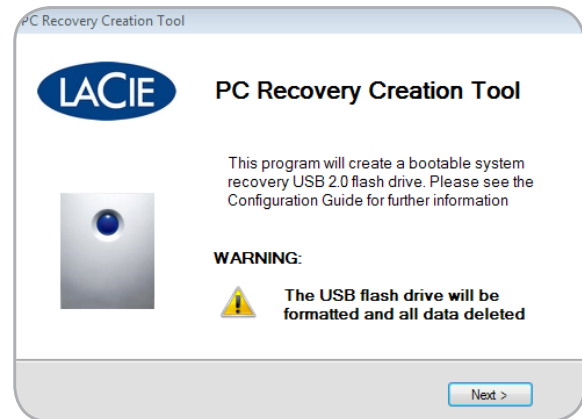 PC Recovery Creation Tool
LACIE
PC Recovery Creation Tool
This program will create a bootable system
recovery USB 2.0 flash drive. Please see the
Configuration Guide for further information
WARNING:
The USB flash drive will be
formatted and all data deleted
Next >